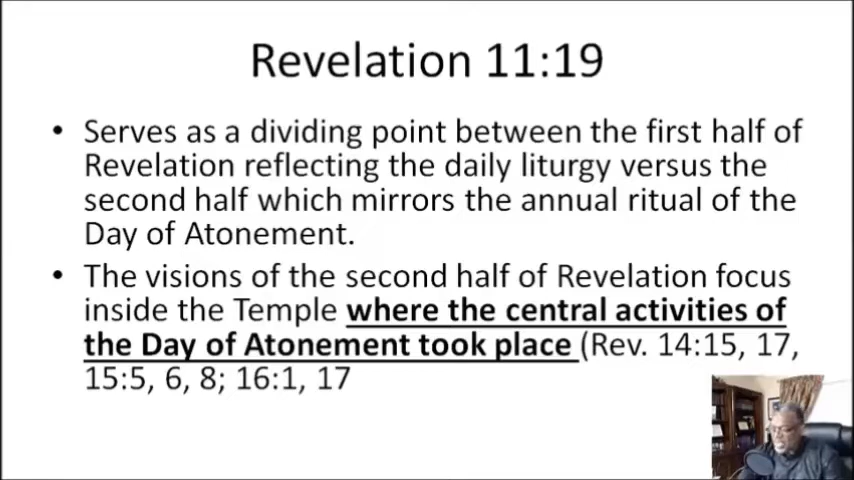 Revelation 11:19
• Serves as a dividing point between the first half of
Revelation reflecting the daily liturgy versus the
second half which mirrors the annual ritual of the
Day of Atonement.
• The visions of the second half of Revelation focus
inside the Temple where the central activities of
the Day of Atonement took place (Rev. 14:15, 17,
15:5, 6, 8; 16:1, 17